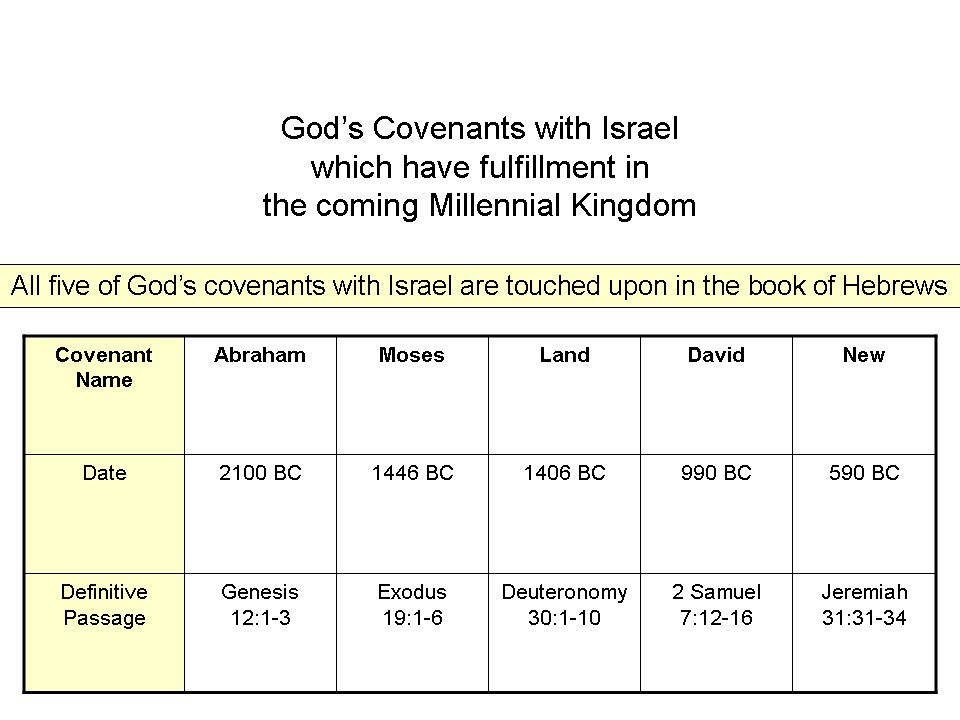 God's Covenants with Israel
which have fulfillment in
the coming Millennial Kingdom
All five of God's covenants with Israel are touched upon in the book of Hebrews
Covenant Name Abraham Moses Land David New
Date 2100 BC 1446 BC 1406 BC 990 BC 590 BC
Definitive Passage Genesis 12:1-3 Exodus 19:1-6 Deuteronomy 30:1-10 2 Samuel 7:12-16 Jeremiah 31:31-34